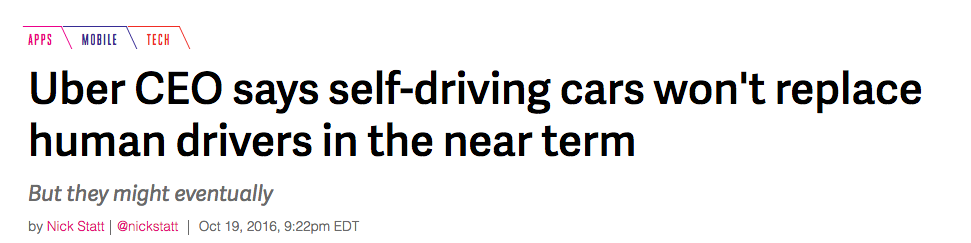 APPS MOBILE TECH
Uber CEO says self-driving cars won't replace
human drivers in the near term
But they might eventually
by Nick Statt | @nickstatt | Oct 19, 2016, 9:22pm EDT